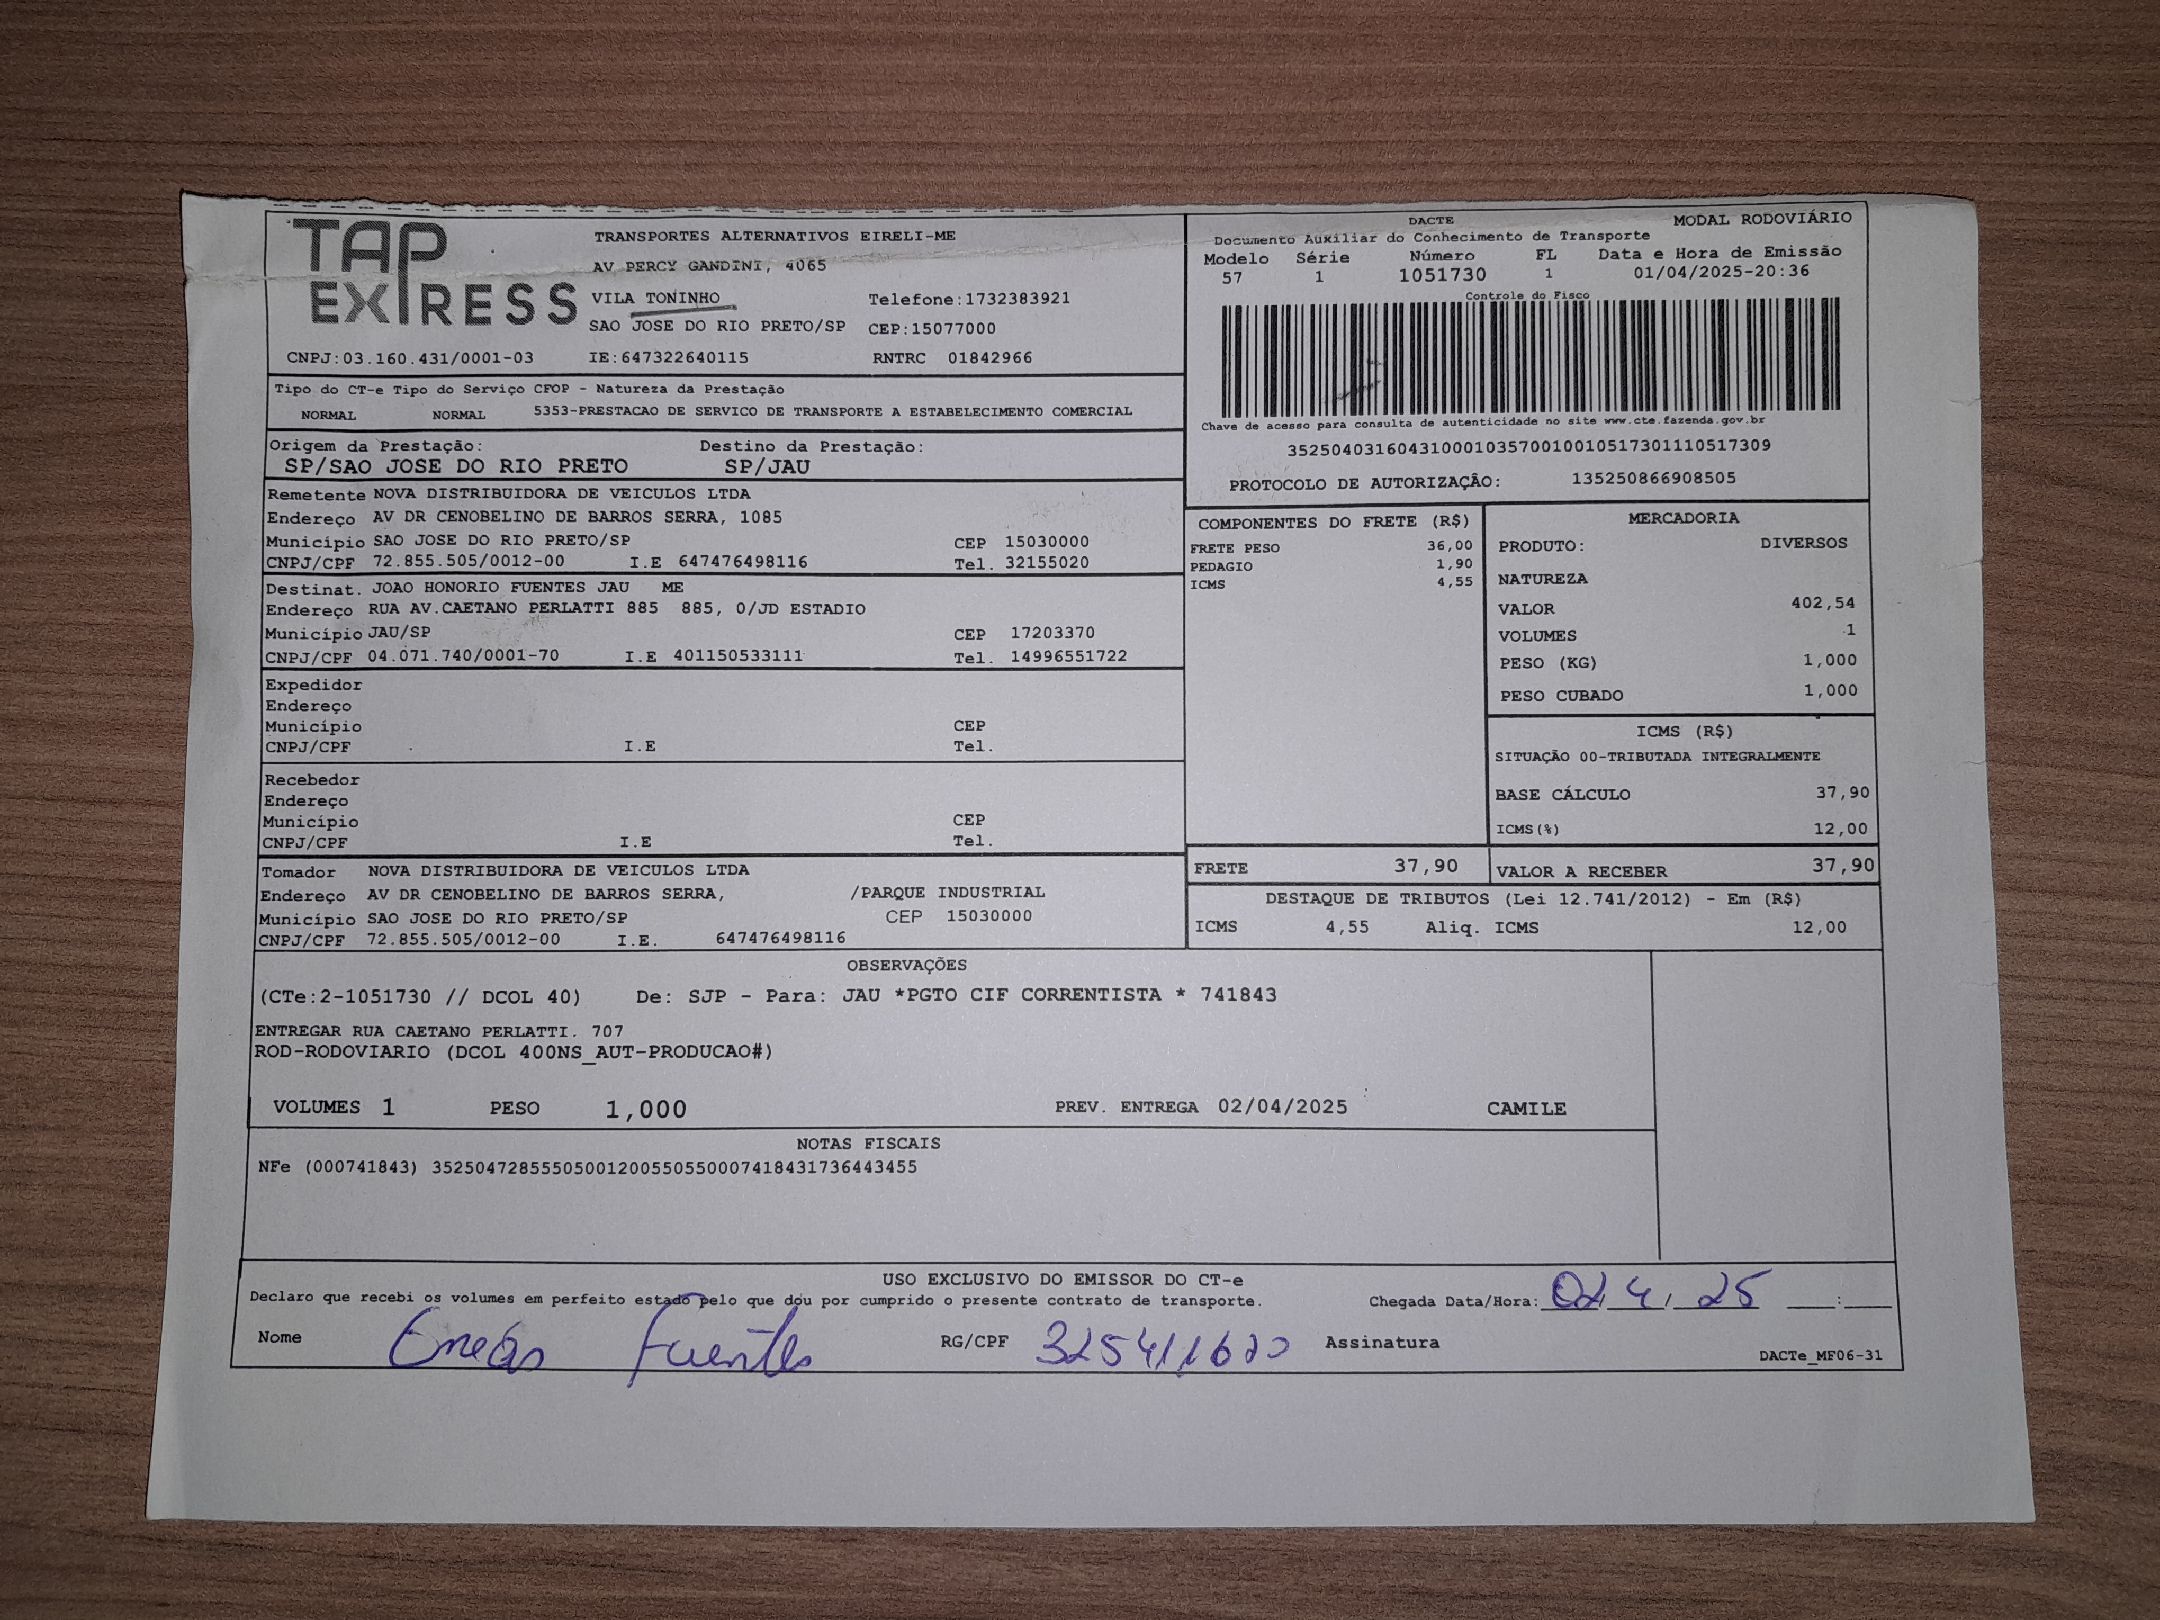 TAP EXPRESS
TRANSPORTES ALTERNATIVOS EIRELI-ME
AV PERCY GANDINI, 4065
VILA TONINHO Telefone:1732383921
SAO JOSE DO RIO PRETO/SP CEP:15077000
CNPJ:03.160.431/0001-03 IE:647322640115 RNTRC 01842966
DACTE MODAL RODOVIÁRIO
Documento Auxiliar do Conhecimento de Transporte
Modelo Série Número FL Data e Hora de Emissão
57 1 1051730 1 01/04/2025-20:36
Controle do Fisco
Chave de acesso para consulta de autenticidade no site www.cte.fazenda.gov.br
35250403160431000103570010010517301110517309
PROTOCOLO DE AUTORIZAÇÃO: 135250866908505
Tipo do CT-e Tipo do Serviço CFOP - Natureza da Prestação
NORMAL NORMAL 5353-PRESTACAO DE SERVICO DE TRANSPORTE A ESTABELECIMENTO COMERCIAL
Origem da Prestação: Destino da Prestação:
SP/SAO JOSE DO RIO PRETO SP/JAU
Remetente NOVA DISTRIBUIDORA DE VEICULOS LTDA
Endereço AV DR CENOBELINO DE BARROS SERRA, 1085
Município SAO JOSE DO RIO PRETO/SP CEP 15030000
CNPJ/CPF 72.855.505/0012-00 I.E 647476498116 Tel. 32155020
Destinat. JOAO HONORIO FUENTES JAU ME
Endereço RUA AV.CAETANO PERLATTI 885 885, 0/JD ESTADIO
Município JAU/SP CEP 17203370
CNPJ/CPF 04.071.740/0001-70 I.E 401150533111 Tel. 14996551722
Expedidor
Endereço
Município CEP
CNPJ/CPF I.E Tel.
Recebedor
Endereço
Município CEP
CNPJ/CPF I.E Tel.
Tomador NOVA DISTRIBUIDORA DE VEICULOS LTDA
Endereço AV DR CENOBELINO DE BARROS SERRA, /PARQUE INDUSTRIAL
Município SAO JOSE DO RIO PRETO/SP CEP 15030000
CNPJ/CPF 72.855.505/0012-00 I.E. 647476498116
COMPONENTES DO FRETE (R$)
FRETE PESO 36,00
PEDAGIO 1,90
ICMS 4,55
MERCADORIA
PRODUTO: DIVERSOS
NATUREZA
VALOR 402,54
VOLUMES 1
PESO (KG) 1,000
PESO CUBADO 1,000
ICMS (R$)
SITUAÇÃO 00-TRIBUTADA INTEGRALMENTE
BASE CÁLCULO 37,90
ICMS(%) 12,00
FRETE 37,90 VALOR A RECEBER 37,90
DESTAQUE DE TRIBUTOS (Lei 12.741/2012) - Em (R$)
ICMS 4,55 Aliq. ICMS 12,00
OBSERVAÇÕES
(CTe:2-1051730 // DCOL 40) De: SJP - Para: JAU *PGTO CIF CORRENTISTA * 741843
ENTREGAR RUA CAETANO PERLATTI. 707
ROD-RODOVIARIO (DCOL 400NS_AUT-PRODUCAO#)
VOLUMES 1 PESO 1,000 PREV. ENTREGA 02/04/2025 CAMILE
NOTAS FISCAIS
NFe (000741843) 35250472855505001200550550007418431736443455
USO EXCLUSIVO DO EMISSOR DO CT-e
Declaro que recebi os volumes em perfeito estado pelo que dou por cumprido o presente contrato de transporte. Chegada Data/Hora: 02/4/25 :
Nome Eneás Fuentes RG/CPF Assinatura
DACTe_MF06-31